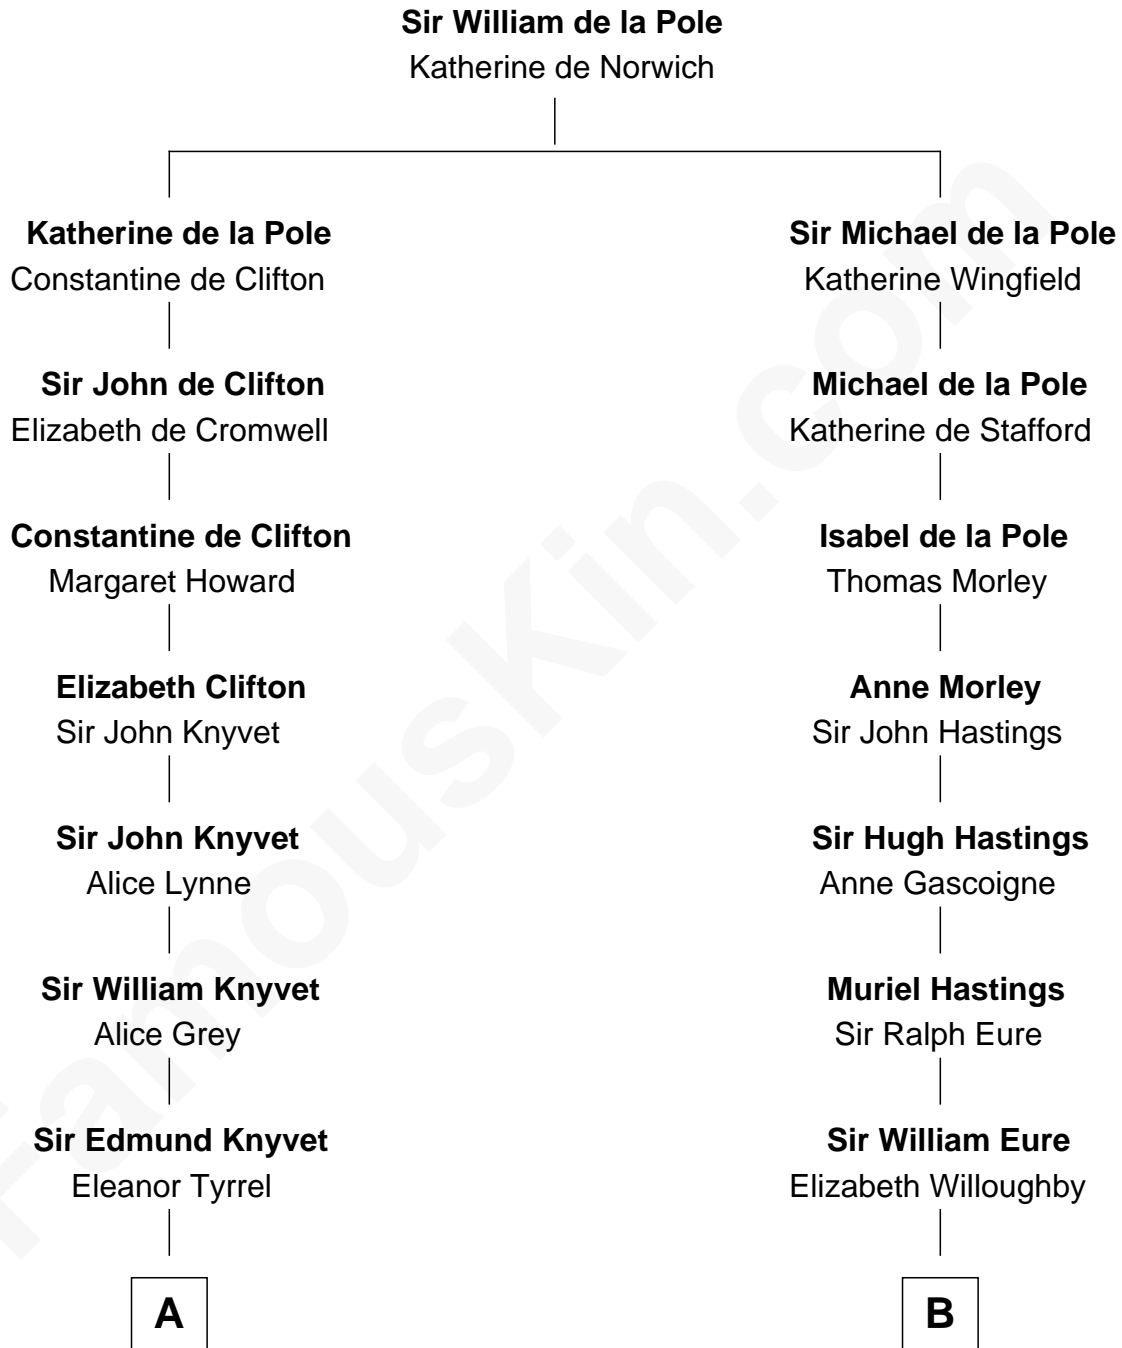 Sir William de la Pole
Katherine de Norwich
Katherine de la Pole
Constantine de Clifton
Sir Michael de la Pole
Katherine Wingfield
Sir John de Clifton
Elizabeth de Cromwell
Michael de la Pole
Katherine de Stafford
Constantine de Clifton
Margaret Howard
Isabel de la Pole
Thomas Morley
Elizabeth Clifton
Sir John Knyvet
Anne Morley
Sir John Hastings
Sir John Knyvet
Alice Lynne
Sir Hugh Hastings
Anne Gascoigne
Sir William Knyvet
Alice Grey
Muriel Hastings
Sir Ralph Eure
Sir Edmund Knyvet
Eleanor Tyrrel
Sir William Eure
Elizabeth Willoughby
A
B
FamousKin.com